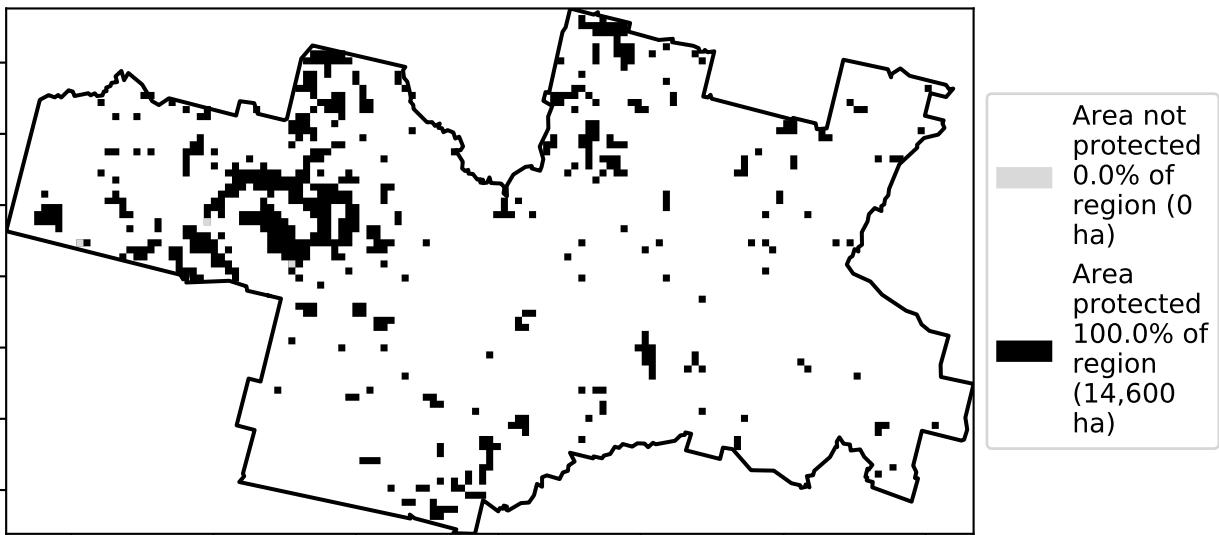 Area not
protected
0.0% of
region (0
ha)
Area
protected
100.0% of
region
(14,600
ha)